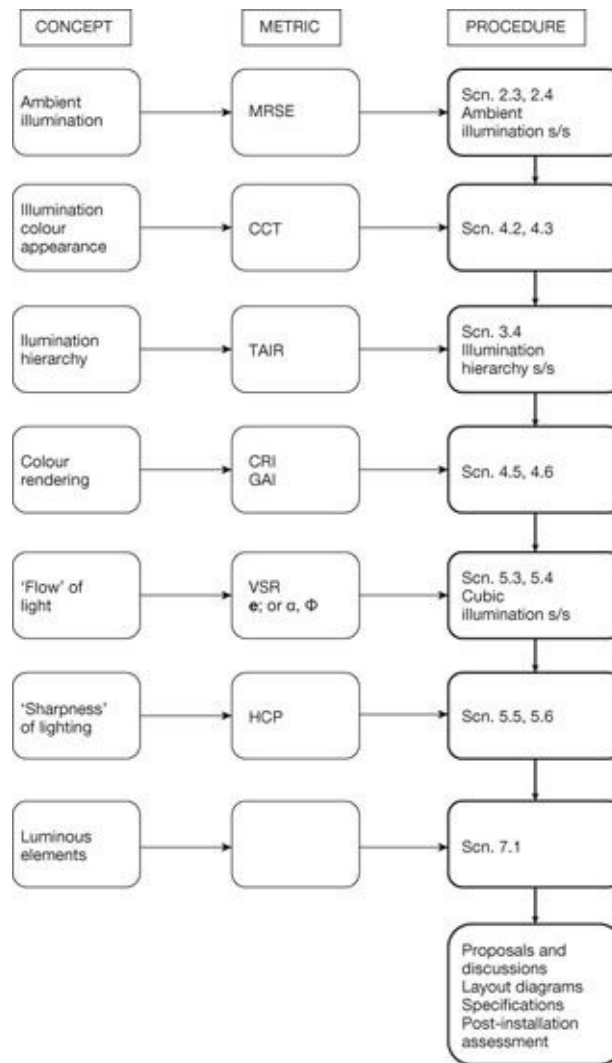 CONCEPT
METRIC
PROCEDURE
Ambient
illumination
MRSE
Scn. 2.3, 2.4
Ambient
illumination s/s
Illumination
colour
appearance
CCT
Scn. 4.2, 4.3
Ilumination
hierarchy
TAIR
Scn. 3.4
Illumination
hierarchy s/s
Colour
rendering
CRI
GAI
Scn. 4.5, 4.6
‘Flow’ of
light
VSR
e; or α, Φ
Scn. 5.3, 5.4
Cubic
illumination s/s
‘Sharpness’
of lighting
HCP
Scn. 5.5, 5.6
Luminous
elements
Scn. 7.1
Proposals and
discussions
Layout diagrams
Specifications
Post-installation
assessment